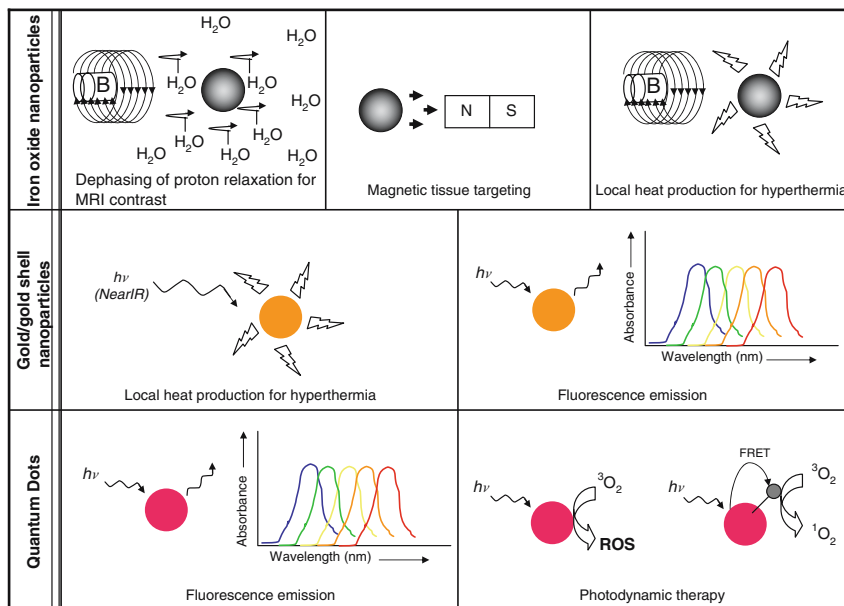 Iron oxide nanoparticles
B
H2O
H2O
H2O
H2O
H2O
H2O
H2O
H2O
H2O
H2O
Dephasing of proton relaxation for
MRI contrast
N S
Magnetic tissue targeting
B
Local heat production for hyperthermia
Gold/gold shell
nanoparticles
hν
(NearIR)
Local heat production for hyperthermia
hν
Absorbance
Wavelength (nm)
Fluorescence emission
Quantum Dots
hν
Absorbance
Wavelength (nm)
Fluorescence emission
hν
³O₂
ROS
hν
FRET
³O₂
¹O₂
Photodynamic therapy